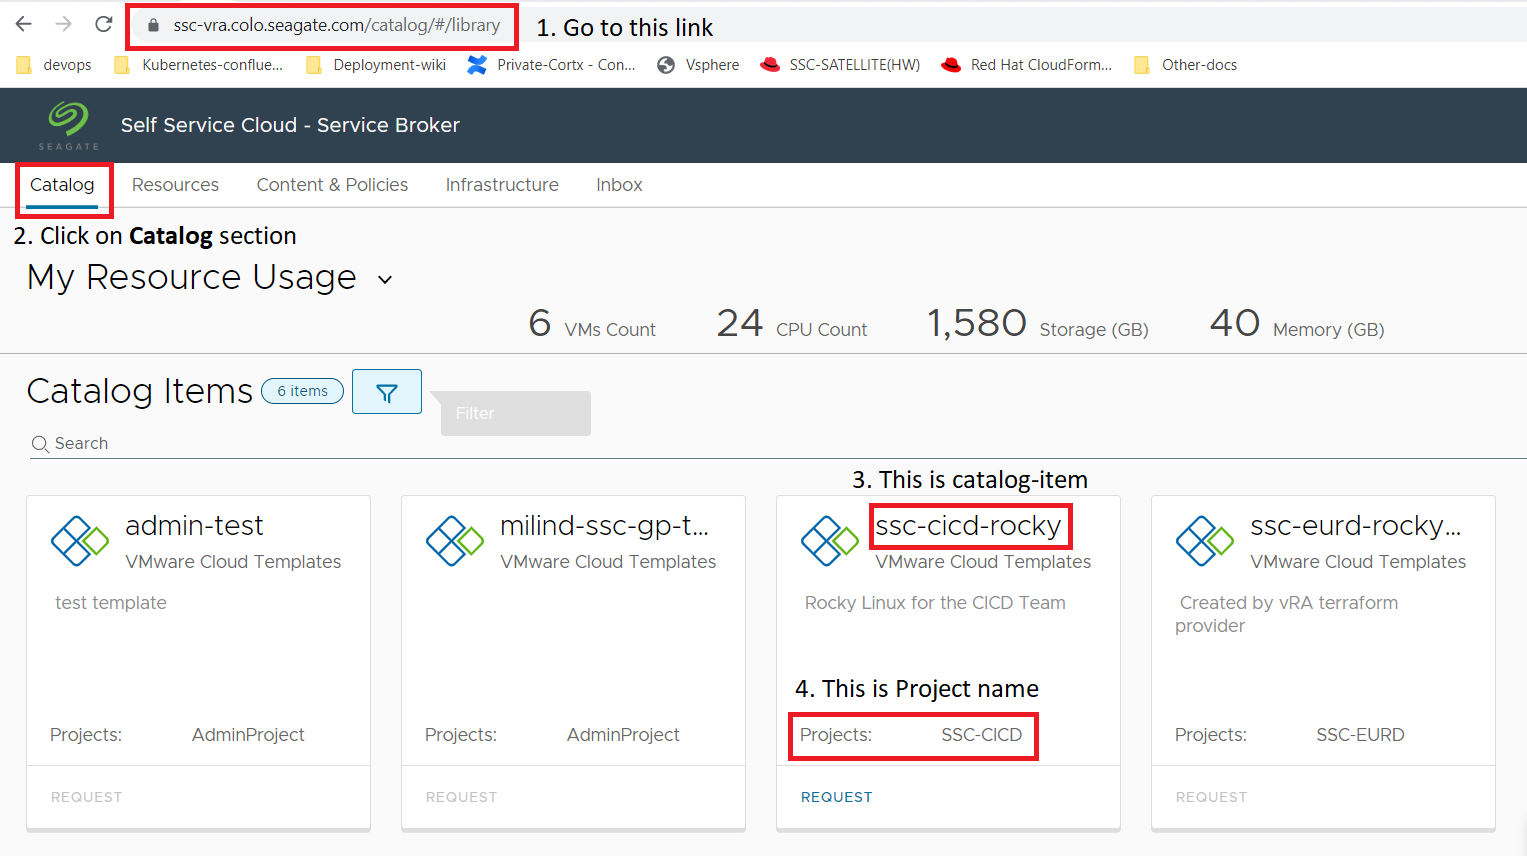 ssc-vra.colo.seagate.com/catalog/#/library
1. Go to this link
devops Kubernetes-conflue... Deployment-wiki Private-Cortx - Con... Vsphere SSC-SATELLITE(HW) Red Hat CloudForm... Other-docs
SEAGATE
Self Service Cloud - Service Broker
Catalog Resources Content & Policies Infrastructure Inbox
2. Click on Catalog section
My Resource Usage
6 VMs Count 24 CPU Count 1,580 Storage (GB) 40 Memory (GB)
Catalog Items 6 items
Filter
Search
3. This is catalog-item
admin-test
VMware Cloud Templates
test template
Projects: AdminProject
REQUEST
milind-ssc-gp-t...
VMware Cloud Templates
Projects: AdminProject
REQUEST
ssc-cicd-rocky
VMware Cloud Templates
Rocky Linux for the CICD Team
4. This is Project name
Projects: SSC-CICD
REQUEST
ssc-eurd-rocky...
VMware Cloud Templates
Created by vRA terraform
provider
Projects: SSC-EURD
REQUEST